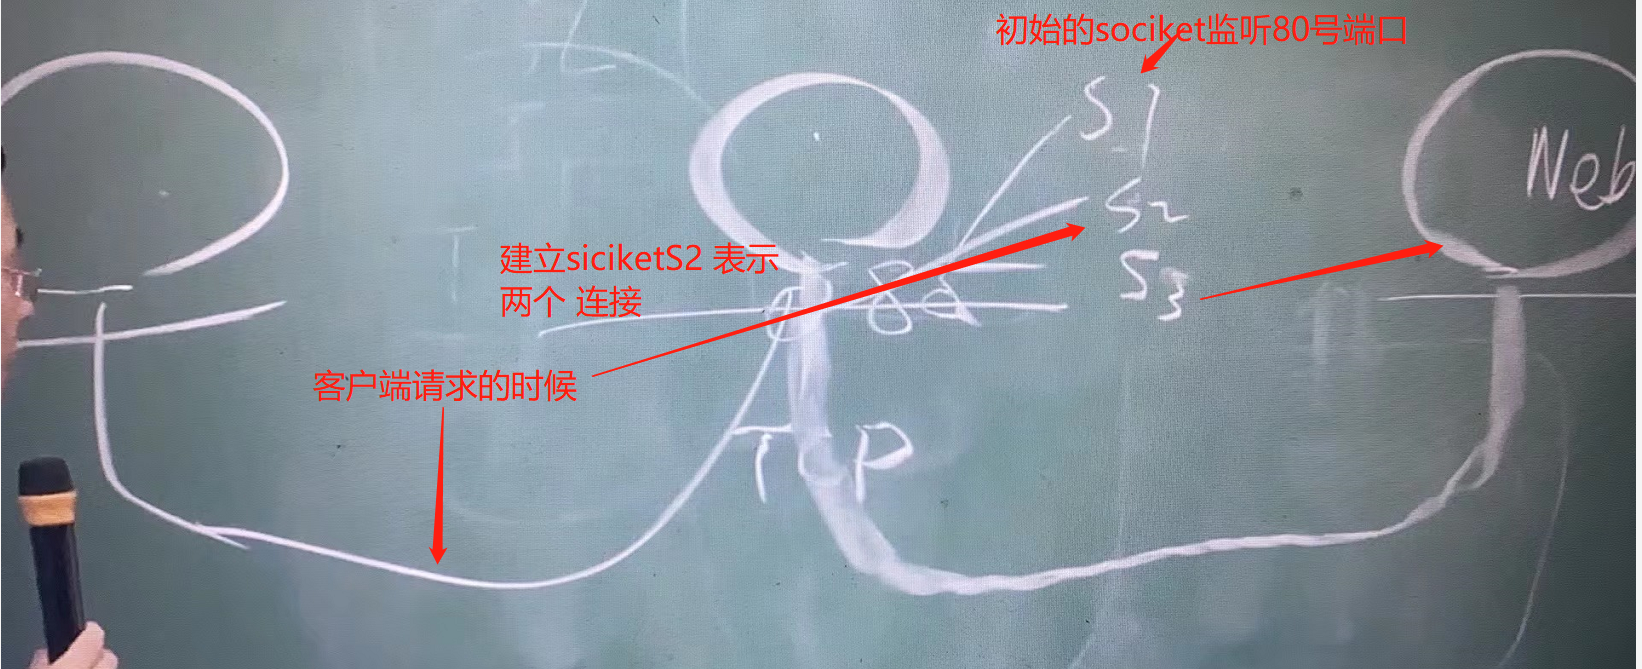 初始的sociket监听80号端口
S1
Web
S2
建立siciketS2 表示
两个 连接
S3
80
客户端请求的时候
TCP